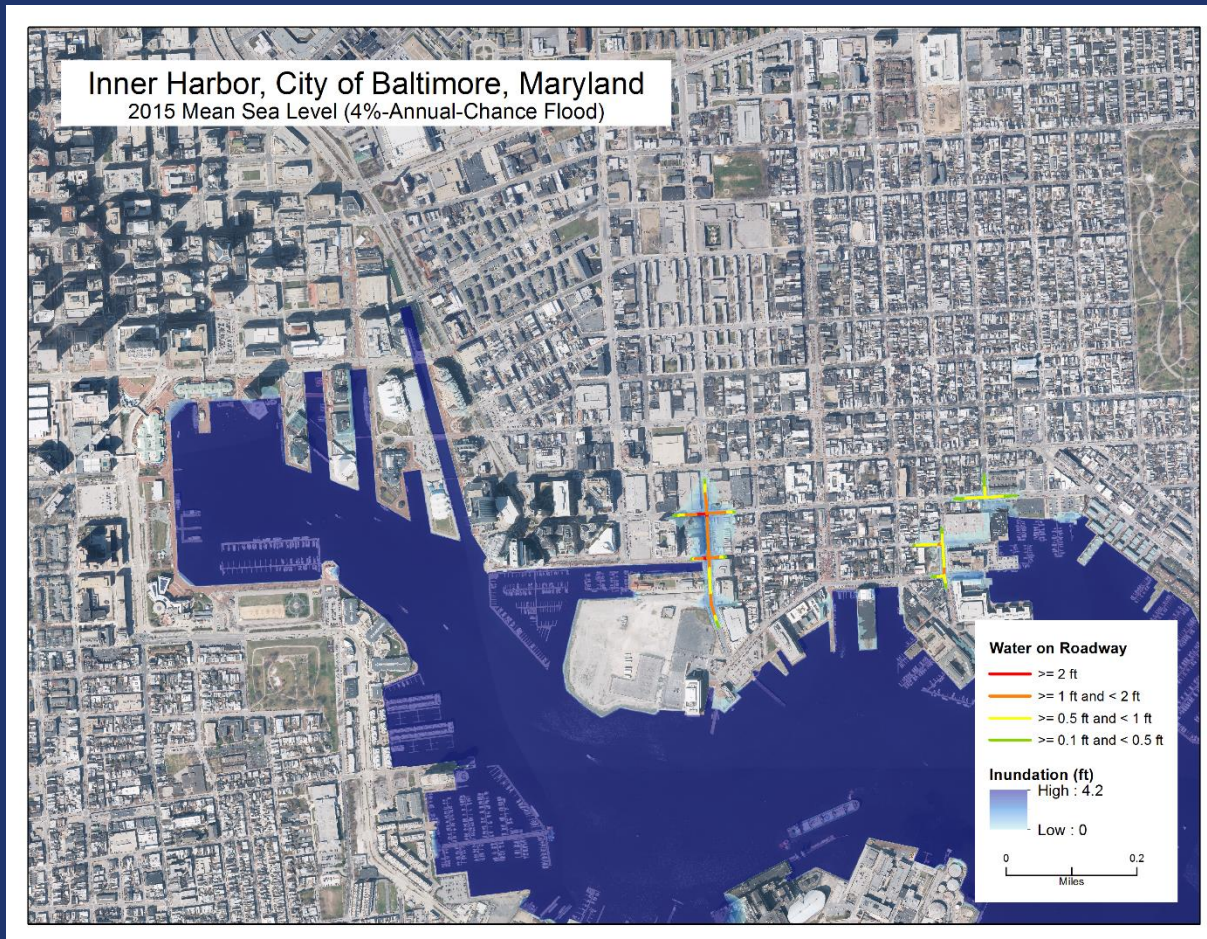 Inner Harbor, City of Baltimore, Maryland
2015 Mean Sea Level (4%-Annual-Chance Flood)
Water on Roadway
>= 2 ft
>= 1 ft and < 2 ft
>= 0.5 ft and < 1 ft
>= 0.1 ft and < 0.5 ft
Inundation (ft)
High : 4.2
Low : 0
0 0.2
Miles